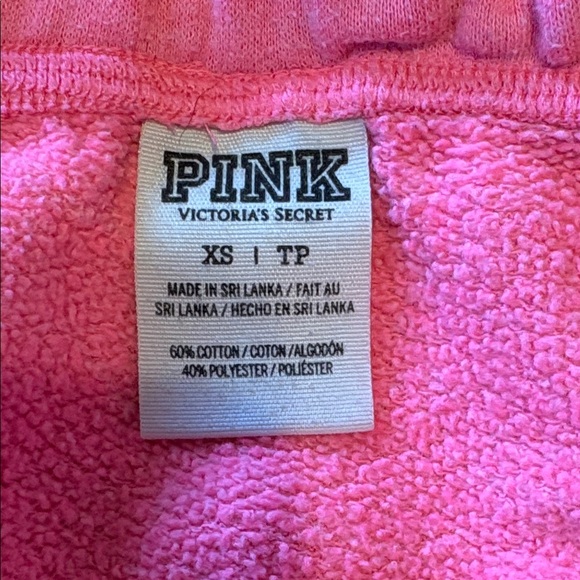 PINK
VICTORIA'S SECRET
XS | TP
MADE IN SRI LANKA / FAIT AU
SRI LANKA / HECHO EN SRI LANKA
60% COTTON / COTON / ALGODÓN
40% POLYESTER / POLIÉSTER